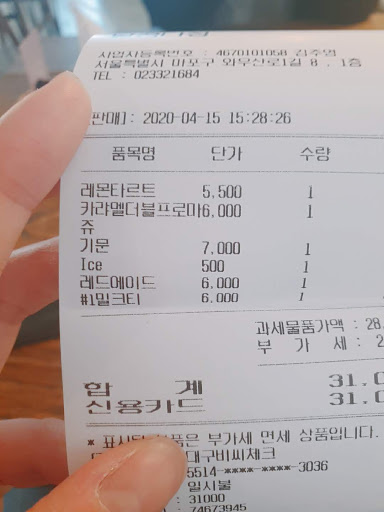 사업자등록번호 : 4670101058 김주영
서울특별시 마포구 와우산로1길 8 , 1층
TEL : 023321684
판매]: 2020-04-15 15:28:26
품목명 단가 수량
레몬타르트 5,500 1
카라멜더블프로마6,000 1
쥬
기문 7,000 1
Ice 500 1
레드에이드 6,000 1
#1밀크티 6,000 1
과세물품가액 : 28,
부 가 세 : 2
합 계 31,0
신용카드 31,0
* 표시된 은 부가세 면세 상품입니다.
대구비씨체크
5514-****-****-3036
일시불
: 31000
: 74673945